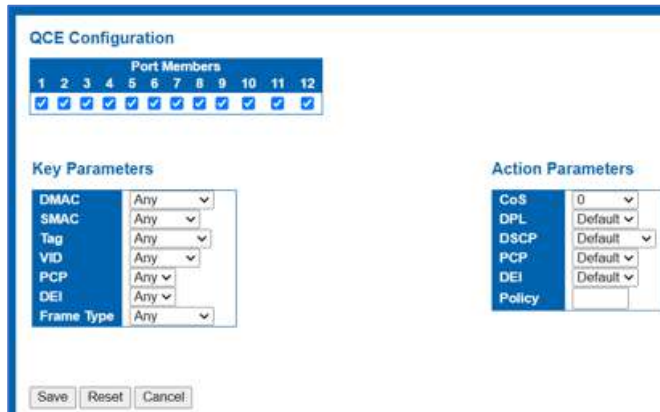 QCE Configuration
Port Members
1 2 3 4 5 6 7 8 9 10 11 12
Key Parameters
DMAC Any
SMAC Any
Tag Any
VID Any
PCP Any
DEI Any
Frame Type Any
Action Parameters
CoS 0
DPL Default
DSCP Default
PCP Default
DEI Default
Policy
Save Reset Cancel